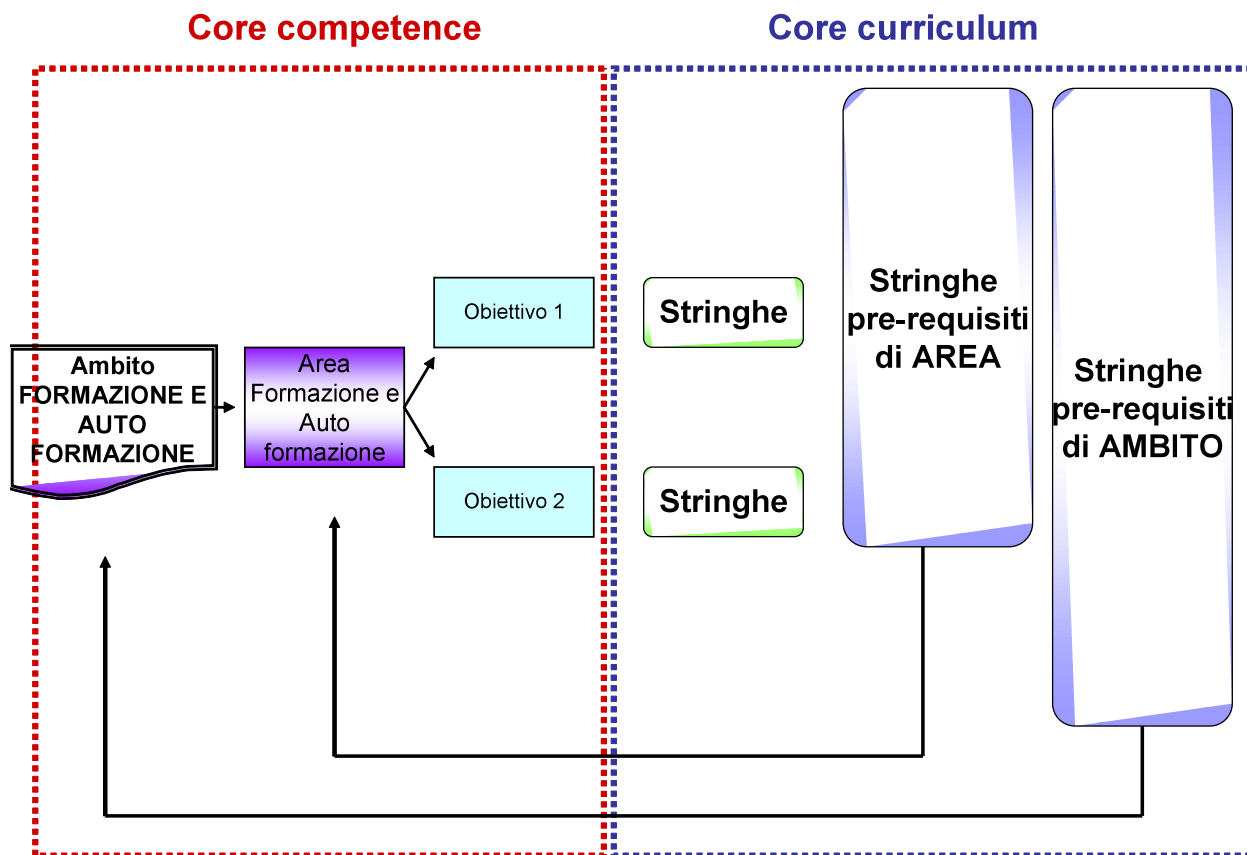 Core competence
Core curriculum
Ambito
FORMAZIONE E
AUTO
FORMAZIONE
Area
Formazione e
Auto
formazione
Obiettivo 1
Obiettivo 2
Stringhe
Stringhe
Stringhe
pre-requisiti
di AREA
Stringhe
pre-requisiti
di AMBITO